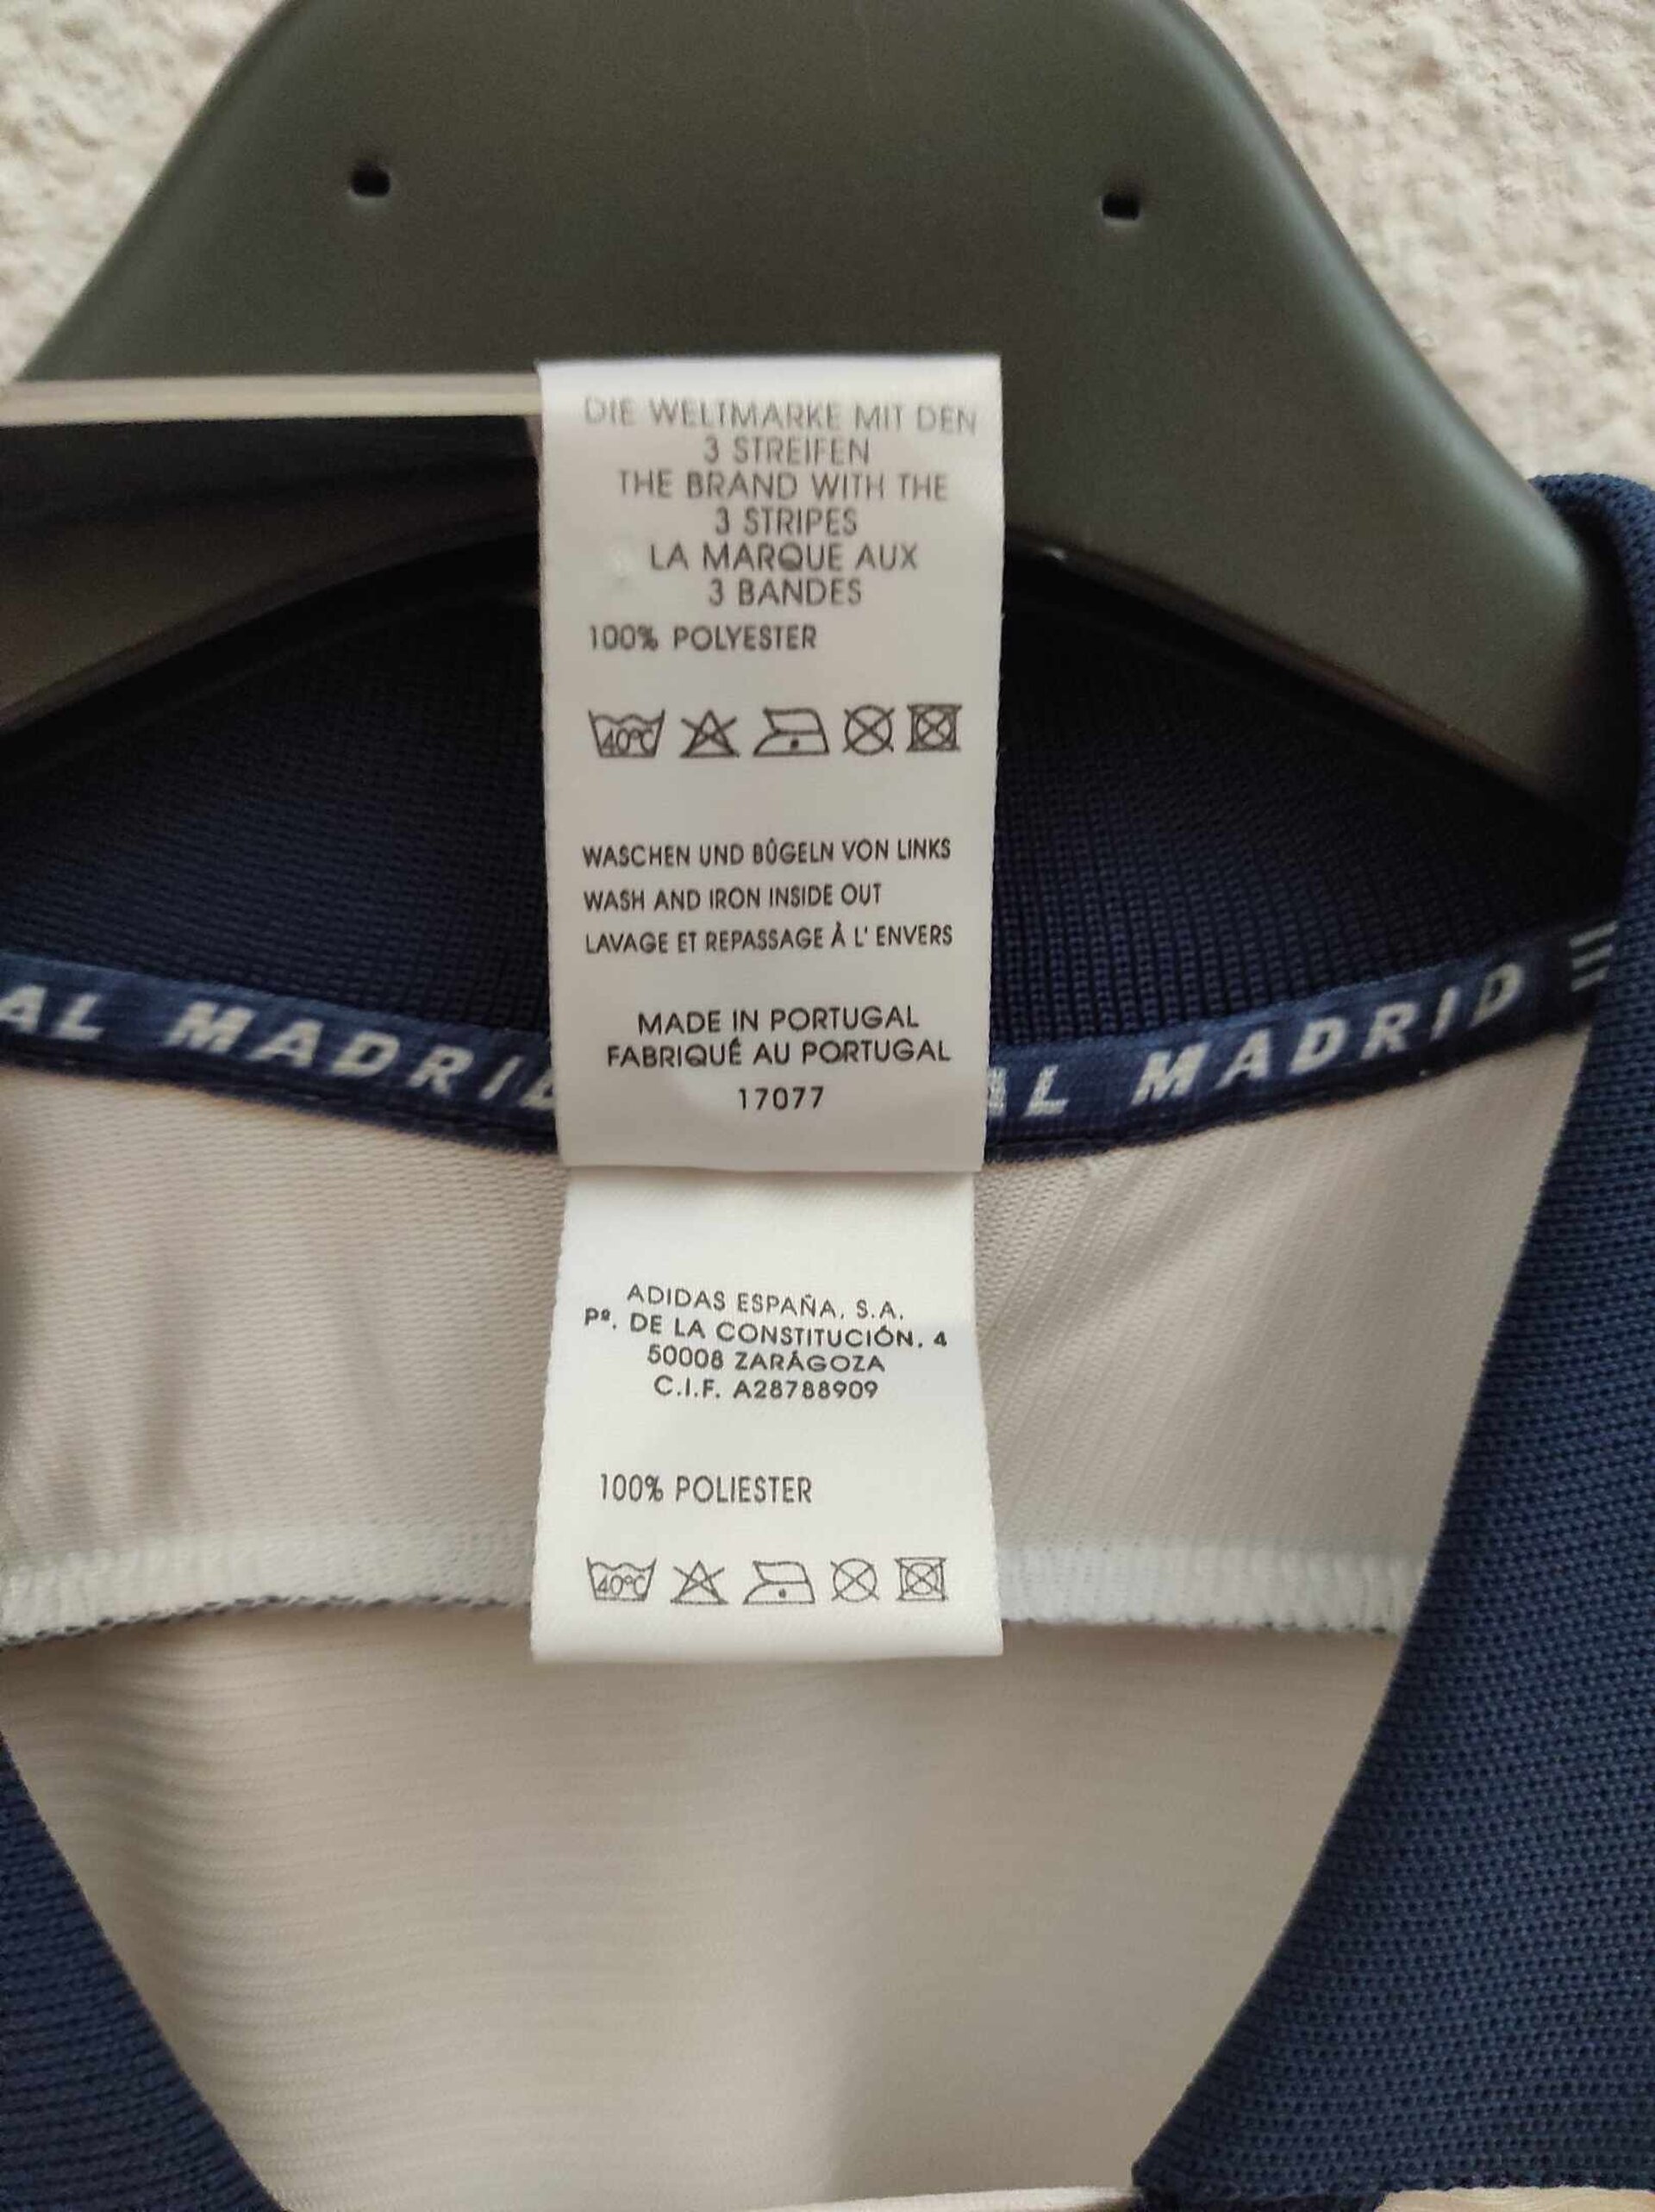 DIE WELTMARKE MIT DEN
3 STREIFEN
THE BRAND WITH THE
3 STRIPES
LA MARQUE AUX
3 BANDES
100% POLYESTER
40°C
WASCHEN UND BÛGELN VON LINKS
WASH AND IRON INSIDE OUT
LAVAGE ET REPASSAGE À L' ENVERS
MADE IN PORTUGAL
FABRIQUÉ AU PORTUGAL
17077
AL MADRID
AL MADRID
ADIDAS ESPAÑA, S.A.
Pº. DE LA CONSTITUCIÓN, 4
50008 ZARÁGOZA
C.I.F. A28788909
100% POLIESTER
40°C